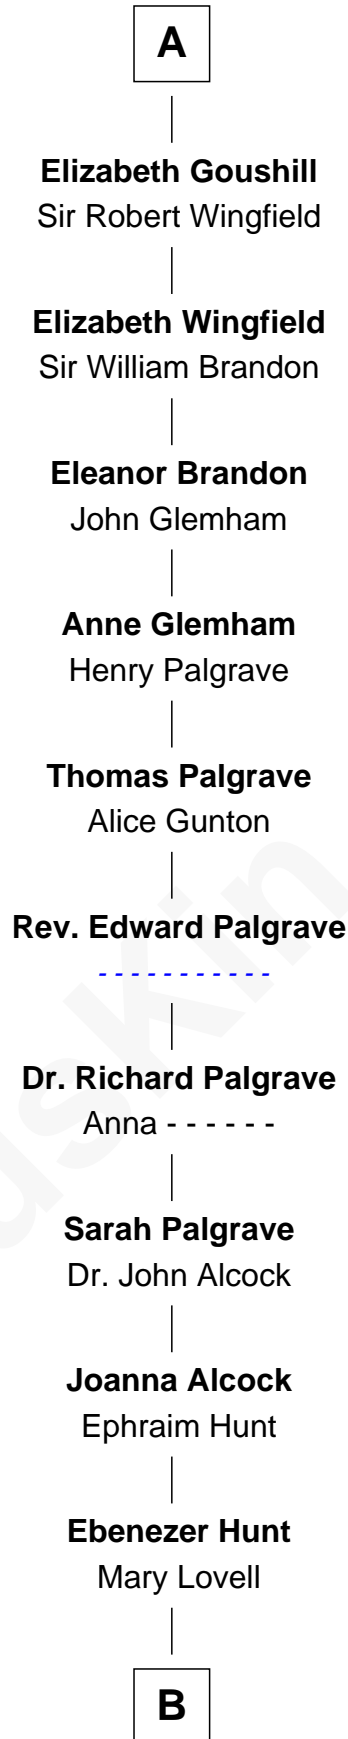 A
Elizabeth Goushill
Sir Robert Wingfield
Elizabeth Wingfield
Sir William Brandon
Eleanor Brandon
John Glemham
Anne Glemham
Henry Palgrave
Thomas Palgrave
Alice Gunton
Rev. Edward Palgrave
- - - - - - - - - - -
Dr. Richard Palgrave
Anna - - - - - -
Sarah Palgrave
Dr. John Alcock
Joanna Alcock
Ephraim Hunt
Ebenezer Hunt
Mary Lovell
B